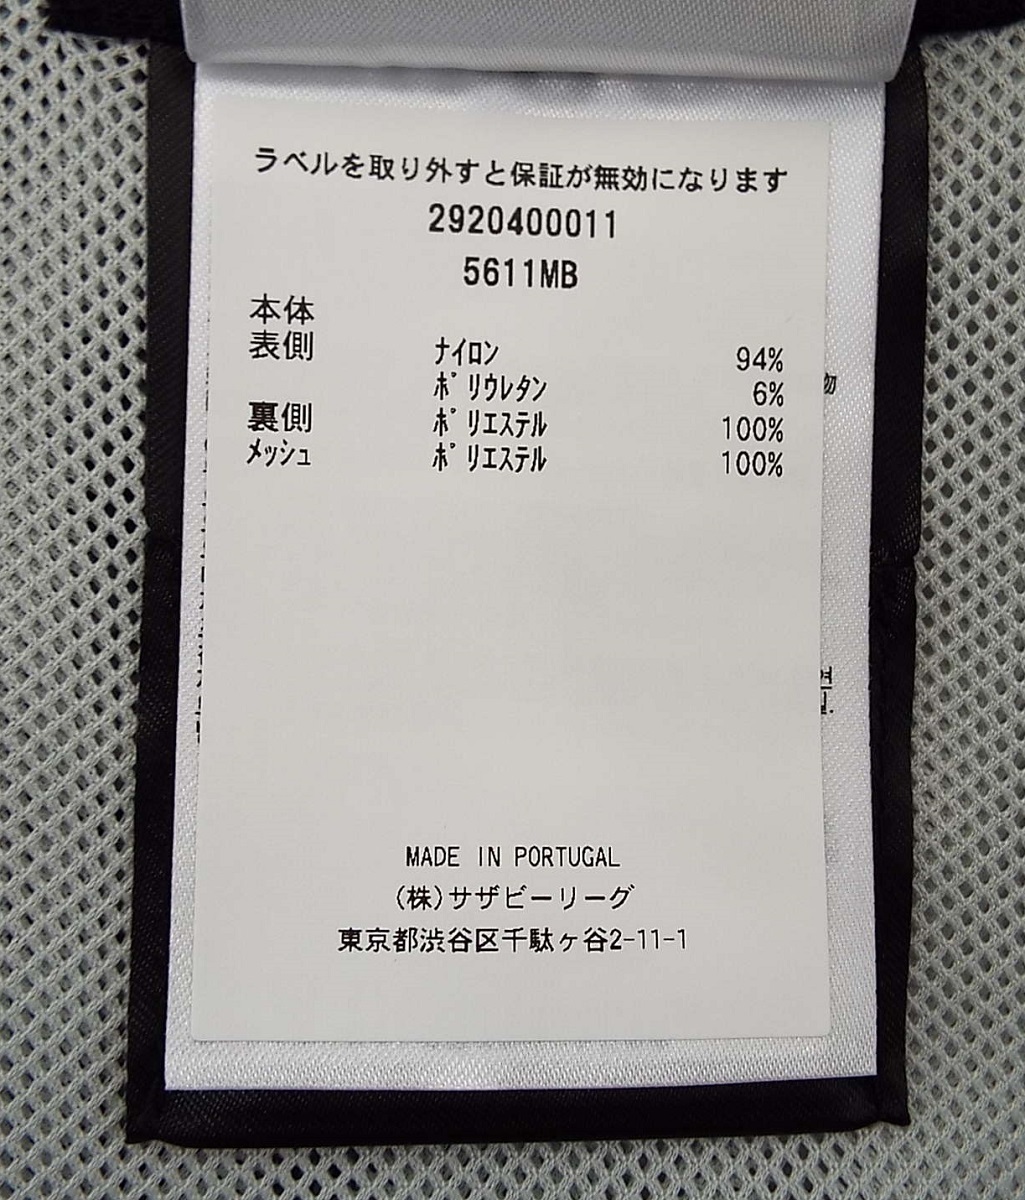 ラベルを取り外すと保証が無効になります
2920400011
5611MB
本体
表側 ﾅｲﾛﾝ 94%
ﾎﾟﾘｳﾚﾀﾝ 6%
裏側 ﾎﾟﾘｴｽﾃﾙ 100%
ﾒｯｼｭ ﾎﾟﾘｴｽﾃﾙ 100%
物
MADE IN PORTUGAL
(株)サザビーリーグ
東京都渋谷区千駄ヶ谷2-11-1